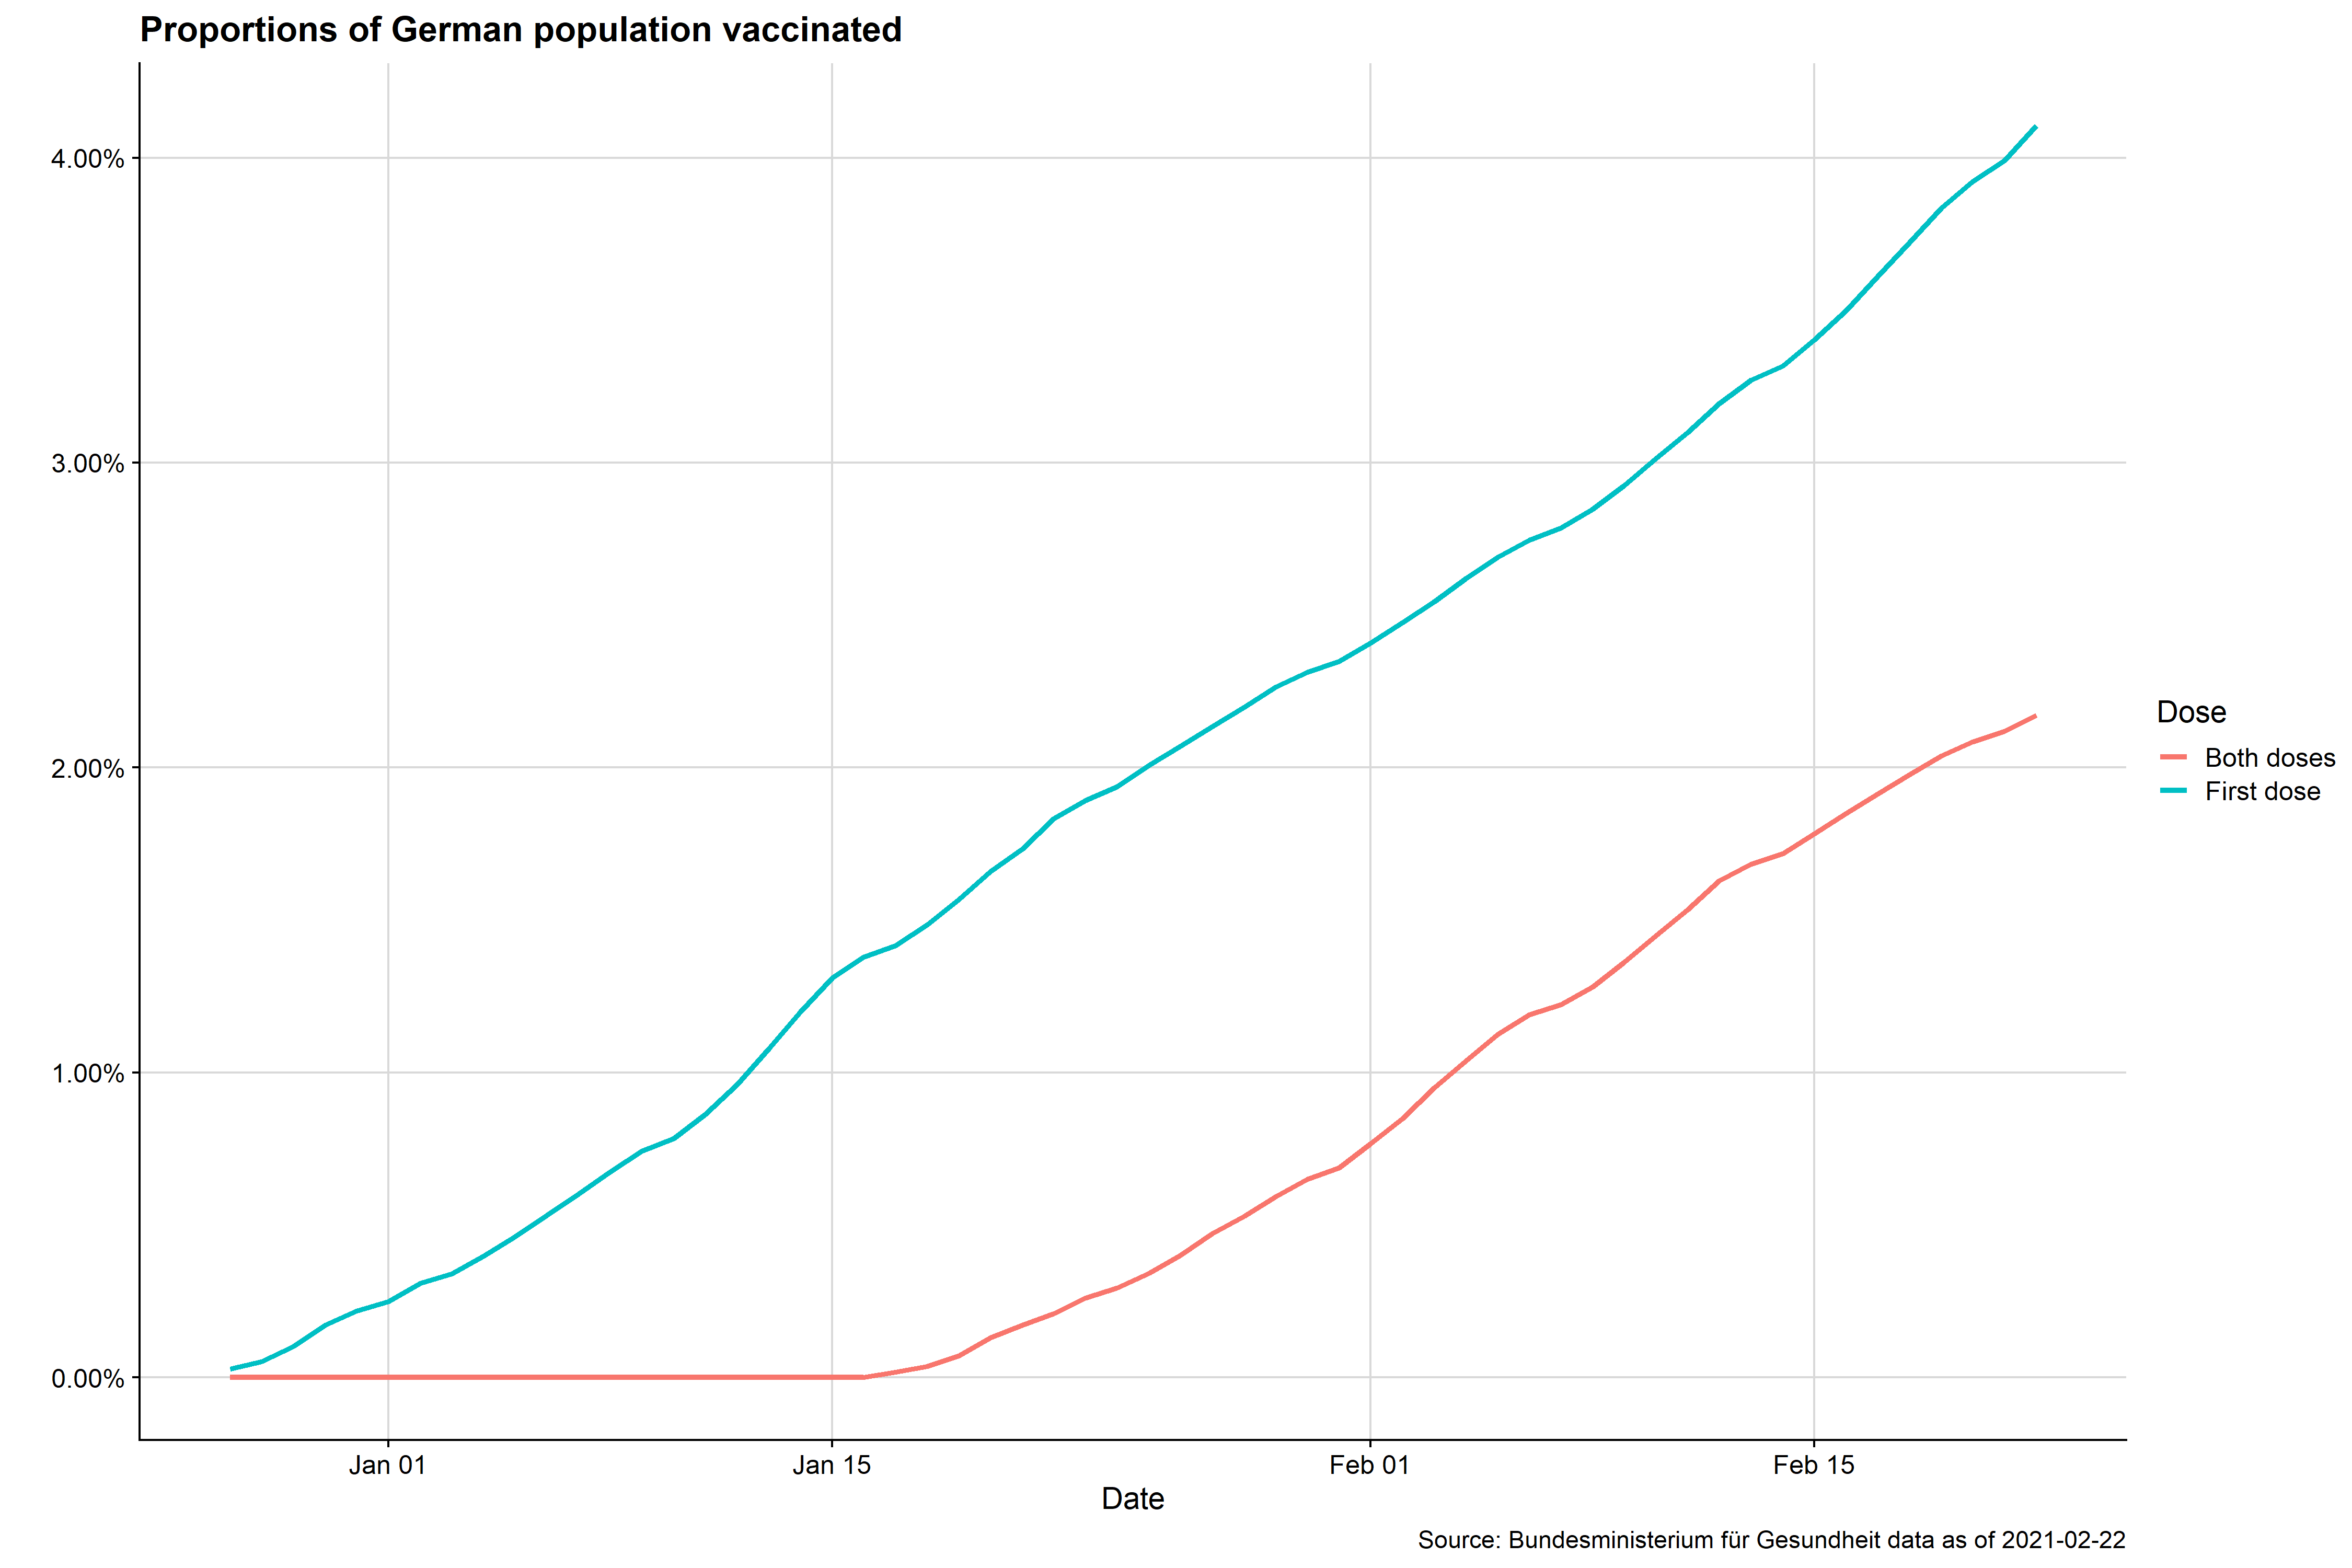 Proportions of German population vaccinated
4.00%
3.00%
2.00%
1.00%
0.00%
Jan 01
Jan 15
Feb 01
Feb 15
Date
Dose
Both doses
First dose
Source: Bundesministerium für Gesundheit data as of 2021-02-22